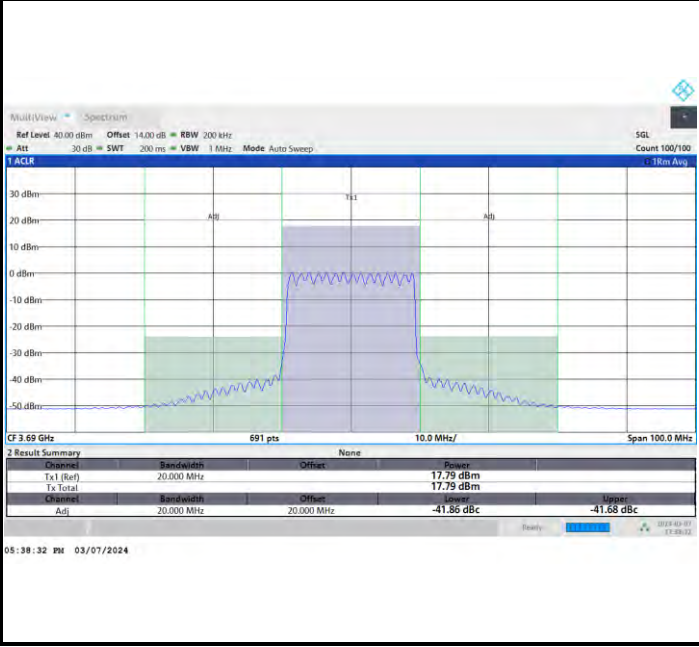 MultiView Spectrum
Ref Level 40.00 dBm Offset 14.00 dB RBW 200 kHz SGL
Att 30 dB SWT 200 ms VBW 1 MHz Mode Auto Sweep Count 100/100
1 ACLR 1Rm Avg
30 dBm
Tx1
20 dBm
Adj Adj
10 dBm
0 dBm
-10 dBm
-20 dBm
-30 dBm
-40 dBm
-50 dBm
CF 3.69 GHz 691 pts 10.0 MHz/ Span 100.0 MHz
2 Result Summary None
Channel Bandwidth Offset Power
Tx1 (Ref) 20.000 MHz 17.79 dBm
Tx Total 17.79 dBm
Channel Bandwidth Offset Lower Upper
Adj 20.000 MHz 20.000 MHz -41.86 dBc -41.68 dBc
Ready
05:38:32 PM 03/07/2024